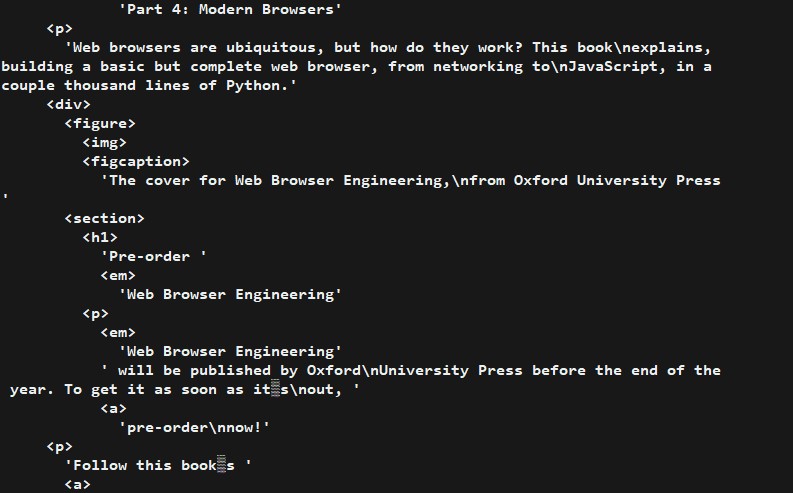 'Part 4: Modern Browsers'
<p>
'Web browsers are ubiquitous, but how do they work? This book\nexplains,
building a basic but complete web browser, from networking to\nJavaScript, in a
couple thousand lines of Python.'
<div>
<figure>
<img>
<figcaption>
'The cover for Web Browser Engineering,\nfrom Oxford University Press
'
<section>
<h1>
'Pre-order '
<em>
'Web Browser Engineering'
<p>
<em>
'Web Browser Engineering'
' will be published by Oxford\nUniversity Press before the end of the
year. To get it as soon as it▒s\nout, '
<a>
'pre-order\nnow!'
<p>
'Follow this book▒s '
<a>